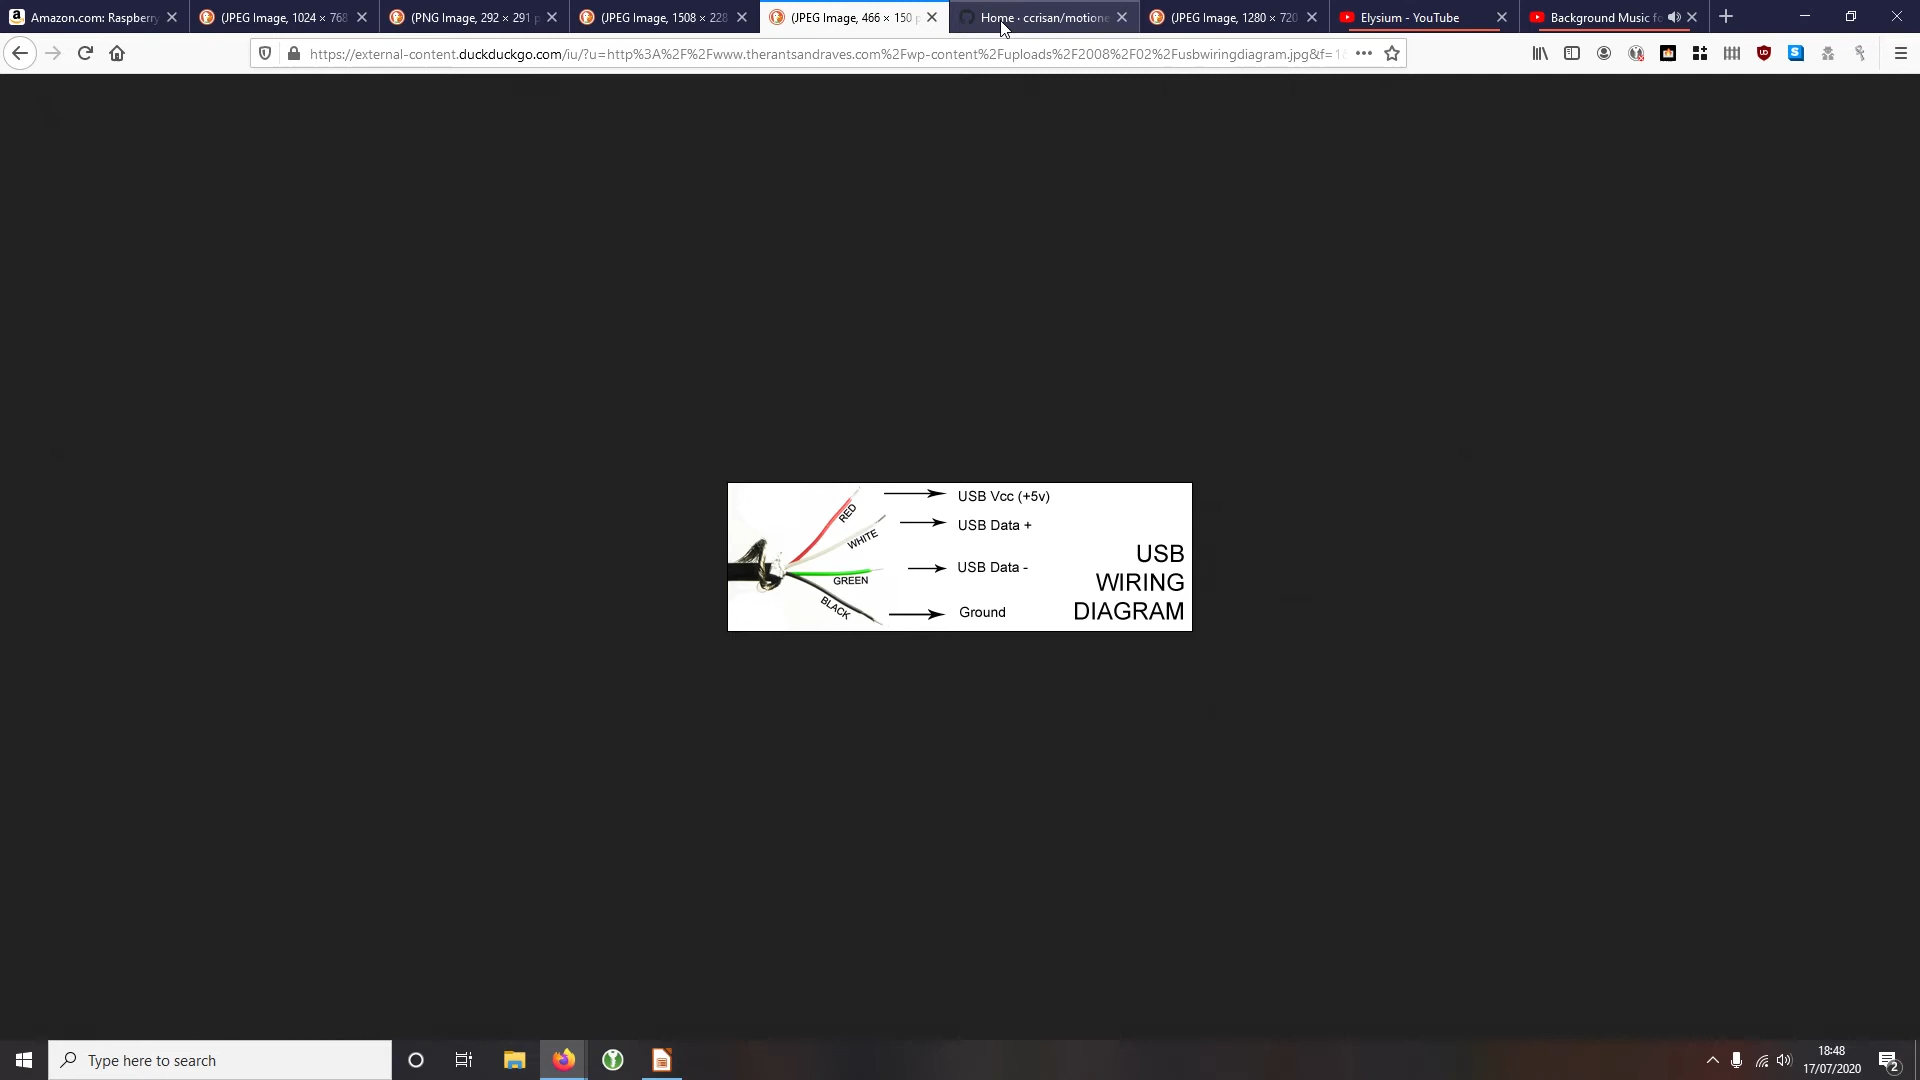 Amazon.com: Raspberry
(JPEG Image, 1024 × 768
(PNG Image, 292 × 291 p
(JPEG Image, 1508 × 228
(JPEG Image, 466 × 150 p
Home · ccrisan/motione
(JPEG Image, 1280 × 720
Elysium - YouTube
Background Music fo
https://external-content.duckduckgo.com/iu/?u=http%3A%2F%2Fwww.therantsandraves.com%2Fwp-content%2Fuploads%2F2008%2F02%2Fusbwiringdiagram.jpg&f=1
RED
USB Vcc (+5v)
WHITE
USB Data +
GREEN
USB Data -
BLACK
Ground
USB
WIRING
DIAGRAM
Type here to search
18:48
17/07/2020
2